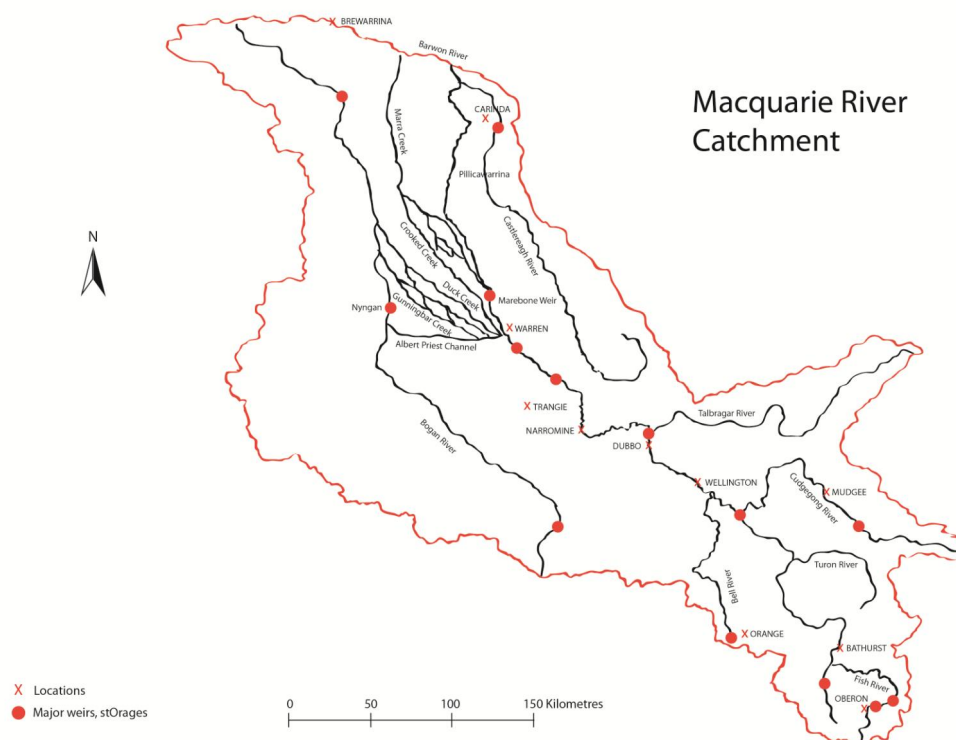 BREWARRINA
Barwon River
Macquarie River
Catchment
CARINDA
Marra Creek
Pillicawarrina
N
Crooked Creek
Castlereagh River
Duck Creek
Marebone Weir
Nyngan
Gunningbar Creek
WARREN
Albert Priest Channel
TRANGIE
Talbragar River
Bogan River
NARROMINE
DUBBO
WELLINGTON
Cudgegong River
MUDGEE
Turon River
Bell River
ORANGE
BATHURST
Fish River
OBERON
X Locations
Major weirs, stOrages
0 50 100 150 Kilometres